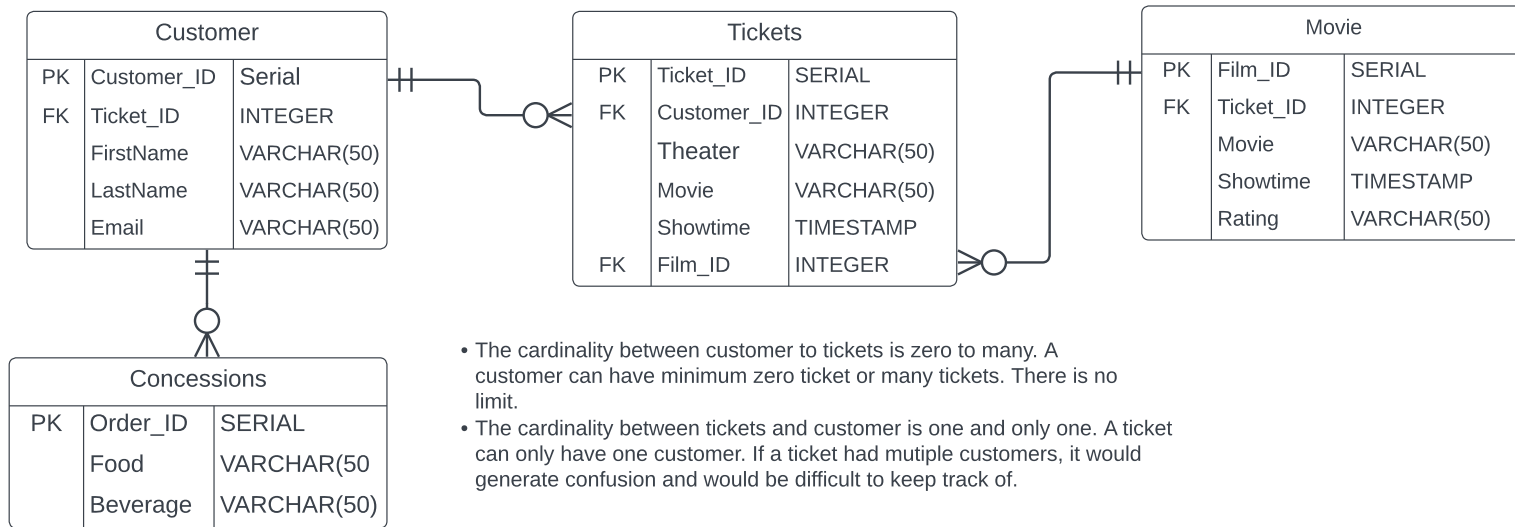 Customer
PK Customer_ID Serial
FK Ticket_ID INTEGER
FirstName VARCHAR(50)
LastName VARCHAR(50)
Email VARCHAR(50)
Tickets
PK Ticket_ID SERIAL
FK Customer_ID INTEGER
Theater VARCHAR(50)
Movie VARCHAR(50)
Showtime TIMESTAMP
FK Film_ID INTEGER
Movie
PK Film_ID SERIAL
FK Ticket_ID INTEGER
Movie VARCHAR(50)
Showtime TIMESTAMP
Rating VARCHAR(50)
Concessions
PK Order_ID SERIAL
Food VARCHAR(50
Beverage VARCHAR(50)
• The cardinality between customer to tickets is zero to many. A
customer can have minimum zero ticket or many tickets. There is no
limit.
• The cardinality between tickets and customer is one and only one. A ticket
can only have one customer. If a ticket had mutiple customers, it would
generate confusion and would be difficult to keep track of.